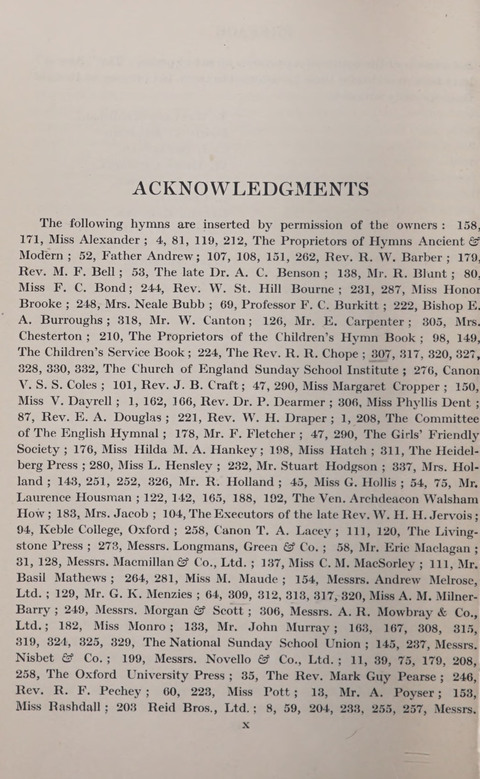 ACKNOWLEDGMENTS
The following hymns are inserted by permission of the owners : 158,
171, Miss Alexander ; 4, 81, 119, 212, The Proprietors of Hymns Ancient &
Modern ; 52, Father Andrew ; 107, 108, 151, 262, Rev. R. W. Barber ; 179,
Rev. M. F. Bell ; 53, The late Dr. A. C. Benson ; 138, Mr. R. Blunt ; 80,
Miss F. C. Bond ; 244, Rev. W. St. Hill Bourne ; 231, 287, Miss Honor
Brooke ; 248, Mrs. Neale Bubb ; 69, Professor F. C. Burkitt ; 222, Bishop E.
A. Burroughs ; 318, Mr. W. Canton ; 126, Mr. E. Carpenter ; 305, Mrs.
Chesterton ; 210, The Proprietors of the Children's Hymn Book ; 98, 149,
The Children's Service Book ; 224, The Rev. R. R. Chope ; 307, 317, 320, 327,
328, 330, 332, The Church of England Sunday School Institute ; 276, Canon
V. S. S. Coles ; 101, Rev. J. B. Craft ; 47, 290, Miss Margaret Cropper ; 150,
Miss V. Dayrell ; 1, 162, 166, Rev. Dr. P. Dearmer ; 306, Miss Phyllis Dent ;
87, Rev. E. A. Douglas ; 221, Rev. W. H. Draper ; 1, 208, The Committee
of The English Hymnal ; 178, Mr. F. Fletcher ; 47, 290, The Girls' Friendly
Society ; 176, Miss Hilda M. A. Hankey ; 198, Miss Hatch ; 311, The Heidel-
berg Press ; 280, Miss L. Hensley ; 232, Mr. Stuart Hodgson ; 337, Mrs. Hol-
land ; 143, 251, 252, 326, Mr. R. Holland ; 45, Miss G. Hollis ; 54, 75, Mr.
Laurence Housman ; 122, 142, 165, 188, 192, The Ven. Archdeacon Walsham
How ; 183, Mrs. Jacob ; 104, The Executors of the late Rev. W. H. H. Jervois ;
94, Keble College, Oxford ; 258, Canon T. A. Lacey ; 111, 120, The Living-
stone Press ; 273, Messrs. Longmans, Green & Co. ; 58, Mr. Eric Maclagan ;
31, 128, Messrs. Macmillan & Co., Ltd. ; 137, Miss C. M. MacSorley ; 111, Mr.
Basil Mathews ; 264, 281, Miss M. Maude ; 154, Messrs. Andrew Melrose,
Ltd. ; 129, Mr. G. K. Menzies ; 64, 309, 312, 313, 317, 320, Miss A. M. Milner-
Barry ; 249, Messrs. Morgan & Scott ; 306, Messrs. A. R. Mowbray & Co.,
Ltd. ; 182, Miss Monro ; 133, Mr. John Murray ; 163, 167, 308, 315,
319, 324, 325, 329, The National Sunday School Union ; 145, 237, Messrs.
Nisbet & Co. ; 199, Messrs. Novello & Co., Ltd. ; 11, 39, 75, 179, 208,
258, The Oxford University Press ; 35, The Rev. Mark Guy Pearse ; 246,
Rev. R. F. Pechey ; 60, 223, Miss Pott ; 13, Mr. A. Poyser ; 153,
Miss Rashdall ; 203 Reid Bros., Ltd. ; 8, 59, 204, 233, 255, 257, Messrs.
x